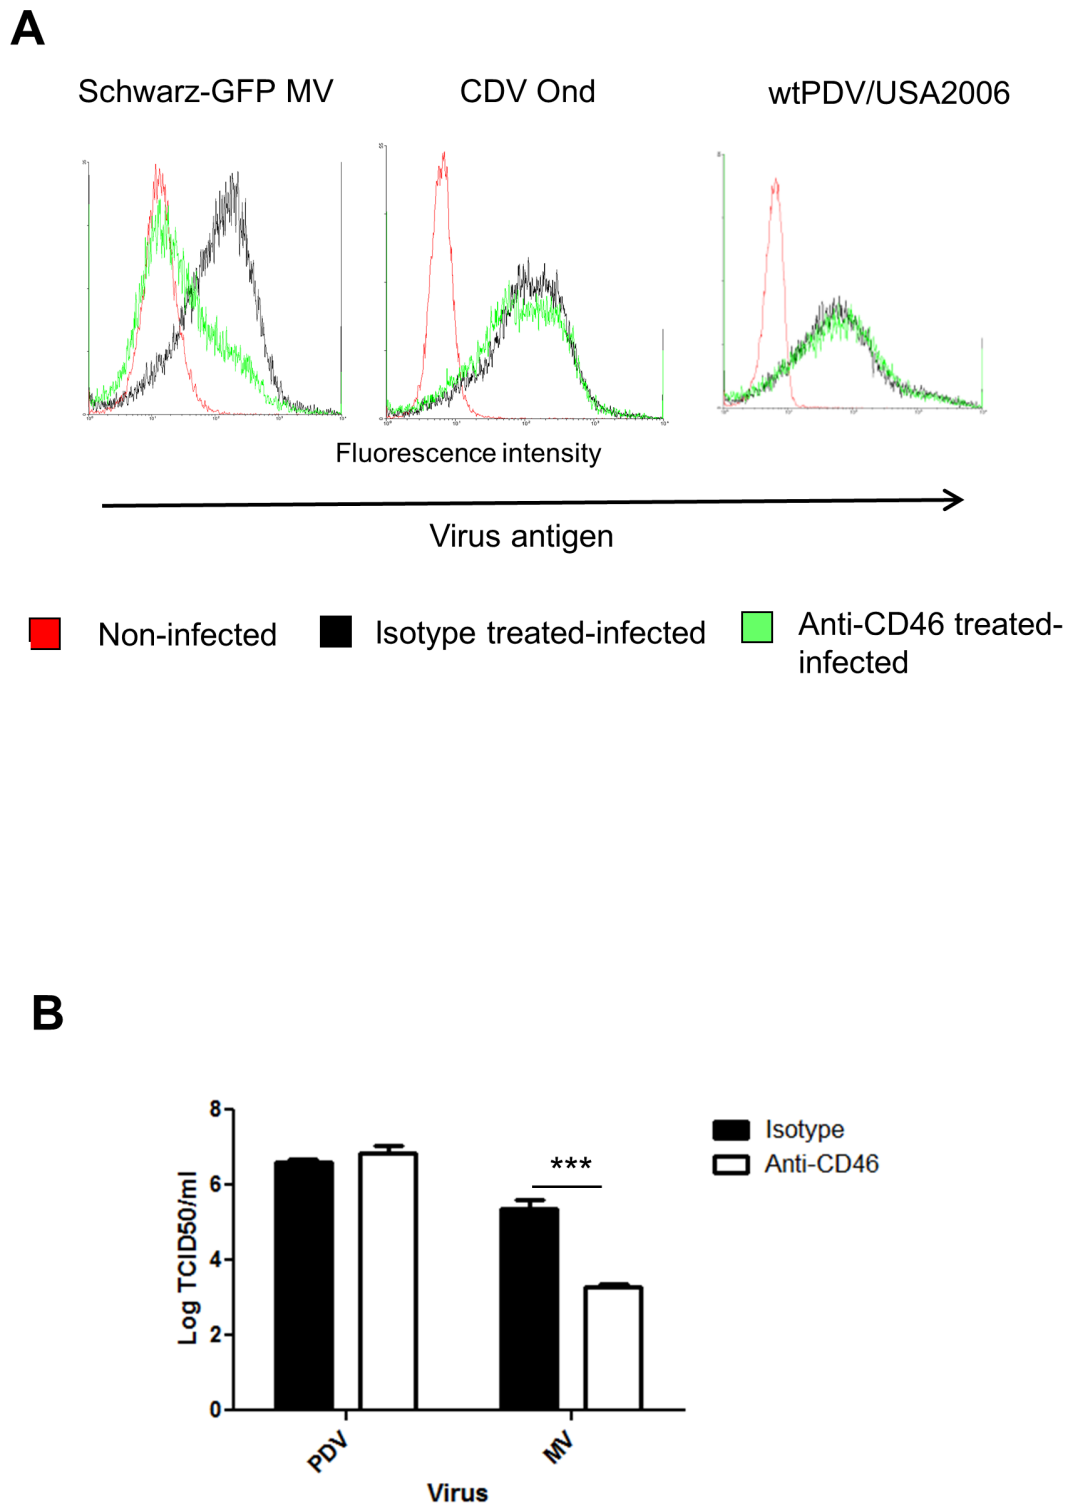 A
Schwarz-GFP MV
CDV Ond
wtPDV/USA2006
Fluorescence intensity
Virus antigen
Non-infected
Isotype treated-infected
Anti-CD46 treated-
infected
B
8
6
4
2
0
Log TCID50/ml
***
Isotype
Anti-CD46
PDV
MV
Virus